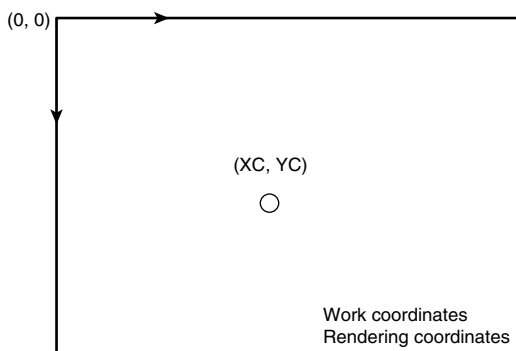 (0, 0)
(XC, YC)
Work coordinates
Rendering coordinates